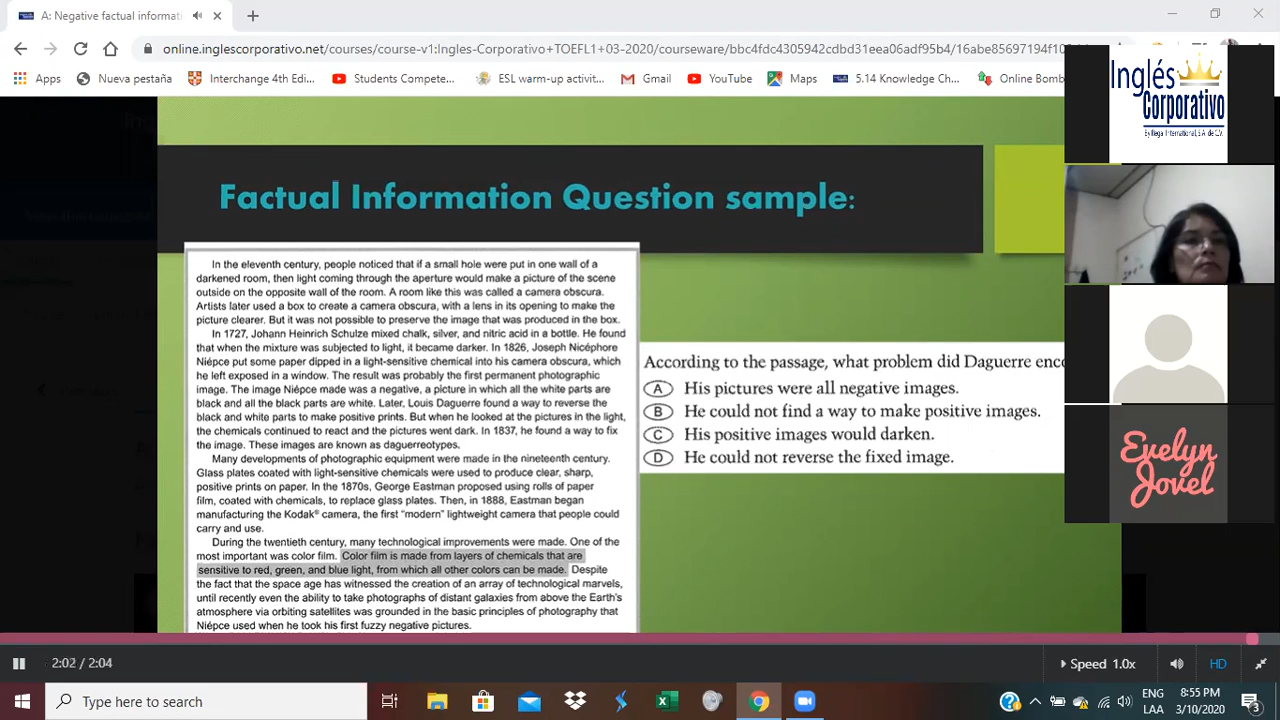 A: Negative factual informat
online.inglescorporativo.net/courses/course-v1:Ingles-Corporativo+TOEFL1+03-2020/courseware/bbc4fdc4305942cdbd31eea06adf95b4/
Apps
Nueva pestaña
Interchange 4th Edi...
Students Compete...
ESL warm-up activit...
Gmail
YouTube
Maps
5.14 Knowledge Ch...
Online Bomb
Inglés
Corporativo
Factual Information Question sample:
In the eleventh century, people noticed that if a small hole were put in one wall of a
darkened room, then light coming through the aperture would make a picture of the scene
outside on the opposite wall of the room. A room like this was called a camera obscura.
Artists later used a box to create a camera obscura, with a lens in its opening to make the
picture clearer. But it was not possible to preserve the image that was produced in the box.
In 1727, Johann Heinrich Schulze mixed chalk, silver, and nitric acid in a bottle. He found
that when the mixture was subjected to light, it became darker. In 1826, Joseph Nicéphore
Niépce put some paper dipped in a light-sensitive chemical into his camera obscura, which
he left exposed in a window. The result was probably the first permanent photographic
image. The image Niépce made was a negative, a picture in which all the white parts are
black and all the black parts are white. Later, Louis Daguerre found a way to reverse the
black and white parts to make positive prints. But when he looked at the pictures in the light,
the chemicals continued to react and the pictures went dark. In 1837, he found a way to fix
the image. These images are known as daguerreotypes.
Many developments of photographic equipment were made in the nineteenth century.
Glass plates coated with light-sensitive chemicals were used to produce clear, sharp,
positive prints on paper. In the 1870s, George Eastman proposed using rolls of paper
film, coated with chemicals, to replace glass plates. Then, in 1888, Eastman began
manufacturing the Kodak® camera, the first "modern" lightweight camera that people could
carry and use.
During the twentieth century, many technological improvements were made. One of the
most important was color film. Color film is made from layers of chemicals that are
sensitive to red, green, and blue light, from which all other colors can be made. Despite
the fact that the space age has witnessed the creation of an array of technological marvels,
until recently even the ability to take photographs of distant galaxies from above the Earth's
atmosphere via orbiting satellites was grounded in the basic principles of photography that
Niépce used when he took his first fuzzy negative pictures.
According to the passage, what problem did Daguerre enco
A His pictures were all negative images.
B He could not find a way to make positive images.
C His positive images would darken.
D He could not reverse the fixed image.
Evelyn
Jovel
2:02 / 2:04
Speed 1.0x
HD
Type here to search
ENG
LAA
8:55 PM
3/10/2020
3